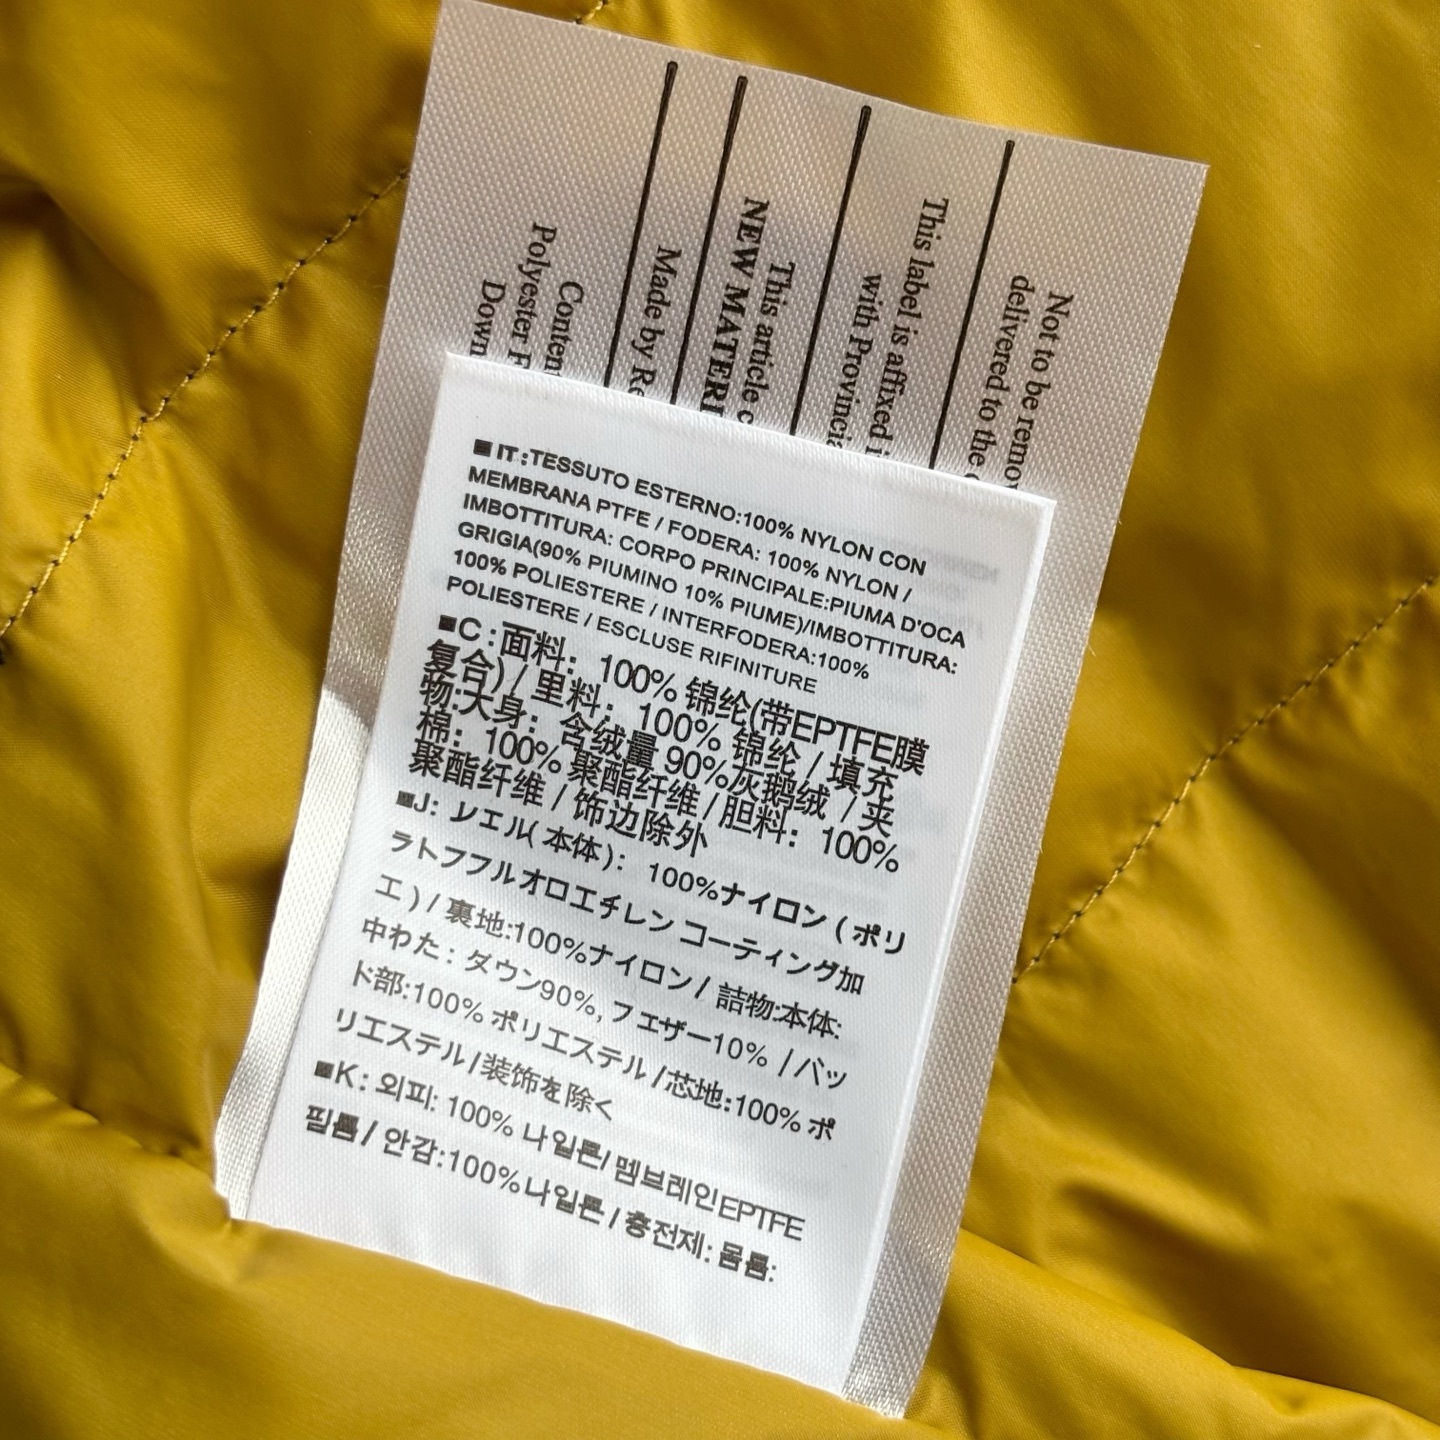 Not to be remov
delivered to the c
This label is affixed i
with Provincia
This article c
NEW MATERI
Made by Re
Conten
Polyester F
Down
■ IT:TESSUTO ESTERNO:100% NYLON CON
MEMBRANA PTFE / FODERA: 100% NYLON /
IMBOTTITURA: CORPO PRINCIPALE:PIUMA D'OCA
GRIGIA(90% PIUMINO 10% PIUME)/IMBOTTITURA:
100% POLIESTERE / INTERFODERA:100%
POLIESTERE / ESCLUSE RIFINITURE
■C:面料：100% 锦纶(带EPTFE膜
复合) / 里料：100% 锦纶 / 填充
物:大身：含绒量 90%灰鹅绒 / 夹
棉：100% 聚酯纤维 / 胆料：100%
聚酯纤维 / 饰边除外
■J: シェル( 本体 )：100%ナイロン ( ポリ
ラトフフルオロエチレン コーティング加
エ ) / 裏地:100%ナイロン / 詰物:本体:
中わた : ダウン90%, フェザー10% / パッ
ド部:100% ポリエステル / 芯地:100% ポ
リエステル / 装饰を除く
■K: 외피: 100% 나일론/ 멤브레인EPTFE
필름 / 안감:100%나일론 / 충전제: 몸름: